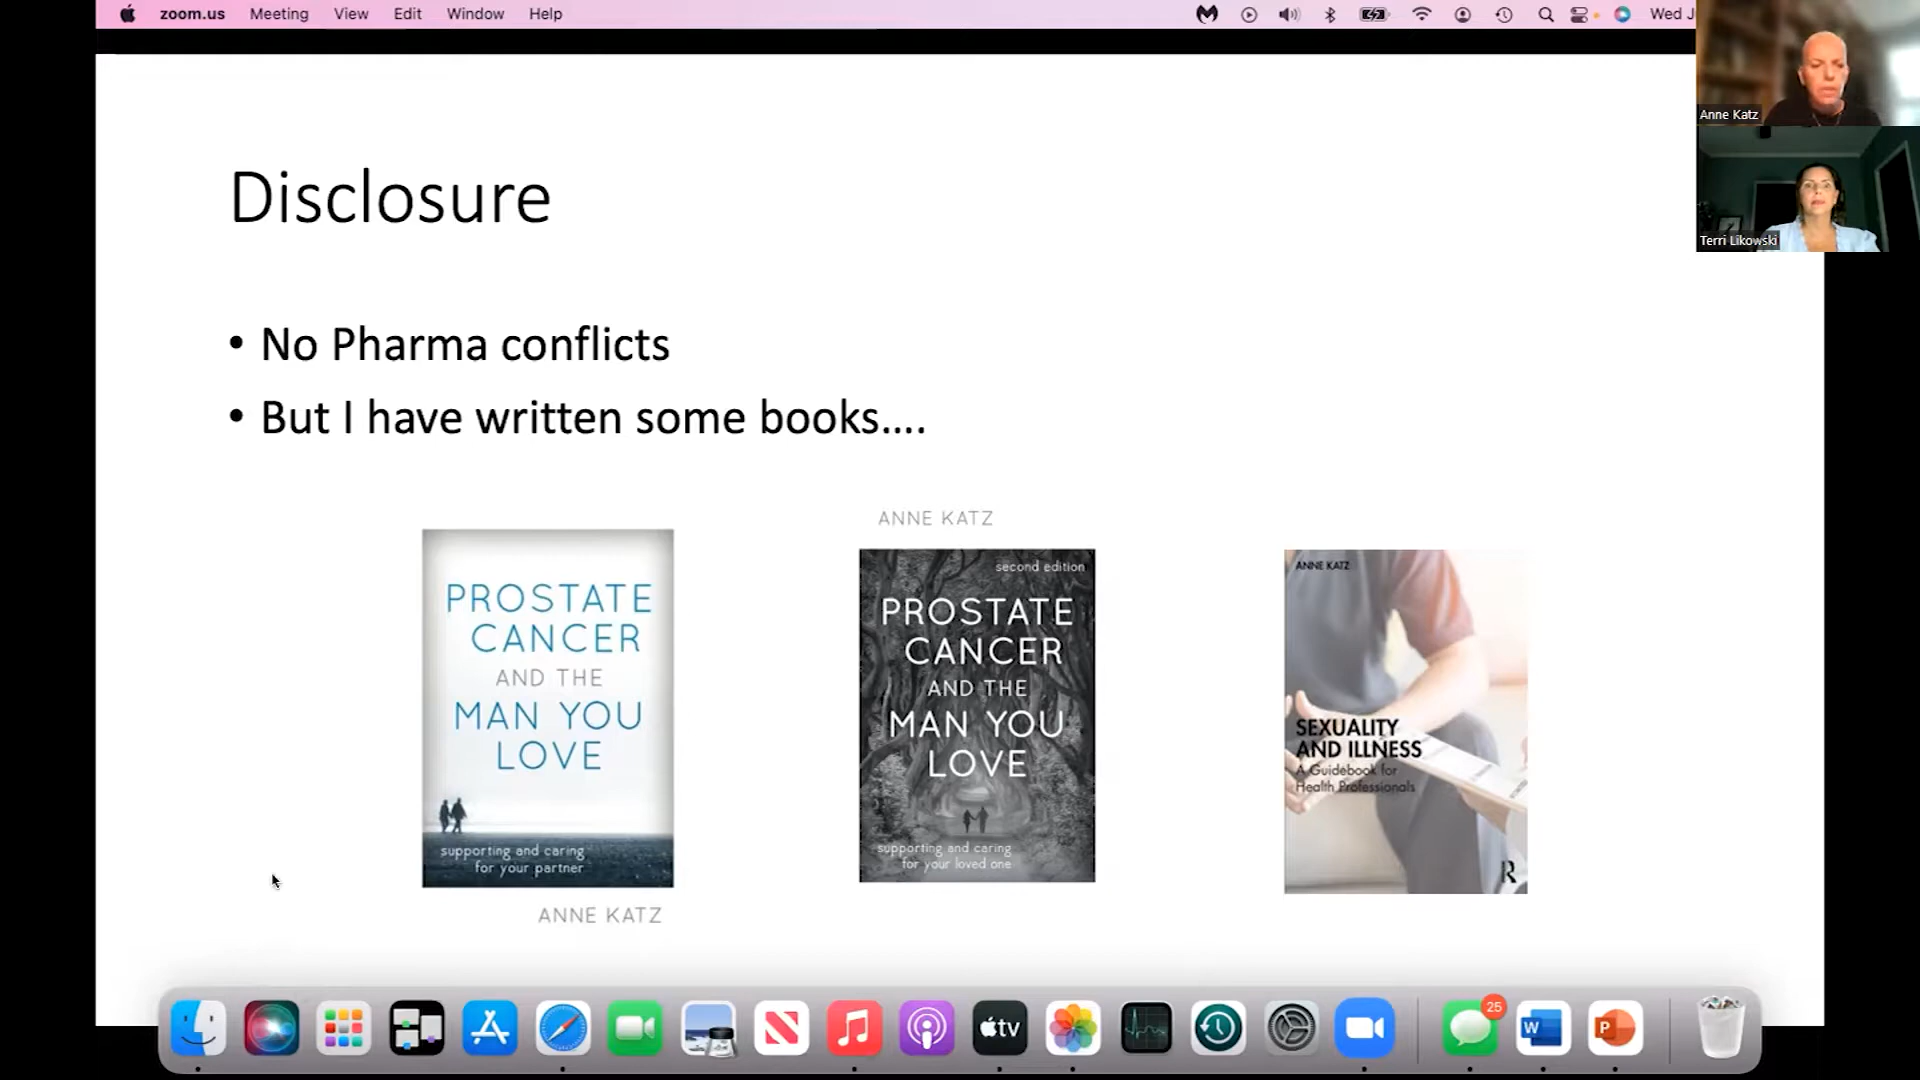 zoom.us Meeting View Edit Window Help Wed J
Anne Katz
Terri Likowski
Disclosure
• No Pharma conflicts
• But I have written some books....
PROSTATE
CANCER
AND THE
MAN YOU
LOVE
supporting and caring
for your partner
ANNE KATZ
ANNE KATZ
second edition
PROSTATE
CANCER
AND THE
MAN YOU
LOVE
supporting and caring
for your loved one
ANNE KATZ
SEXUALITY
AND ILLNESS
A Guidebook for
Health Professionals
R
tv
25
W
P